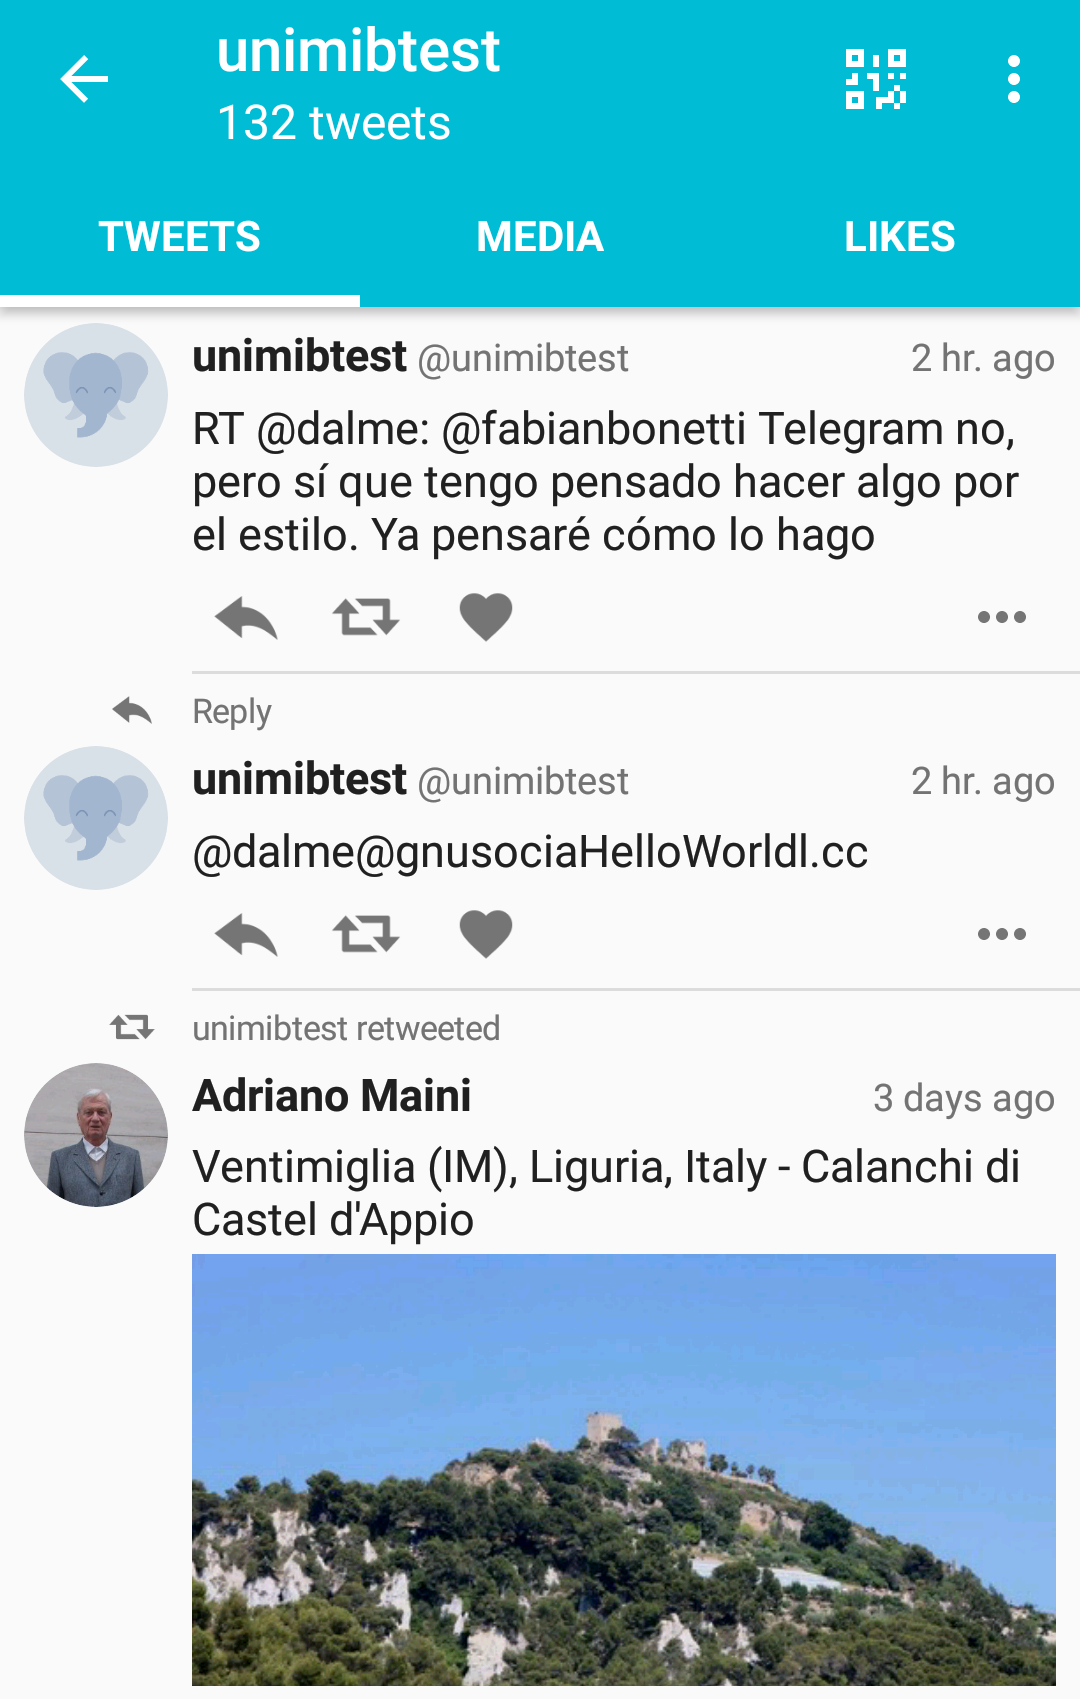 unimibtest
132 tweets
TWEETS MEDIA LIKES
unimibtest @unimibtest 2 hr. ago
RT @dalme: @fabianbonetti Telegram no,
pero sí que tengo pensado hacer algo por
el estilo. Ya pensaré cómo lo hago
Reply
unimibtest @unimibtest 2 hr. ago
@dalme@gnusociaHelloWorldl.cc
unimibtest retweeted
Adriano Maini 3 days ago
Ventimiglia (IM), Liguria, Italy - Calanchi di
Castel d'Appio